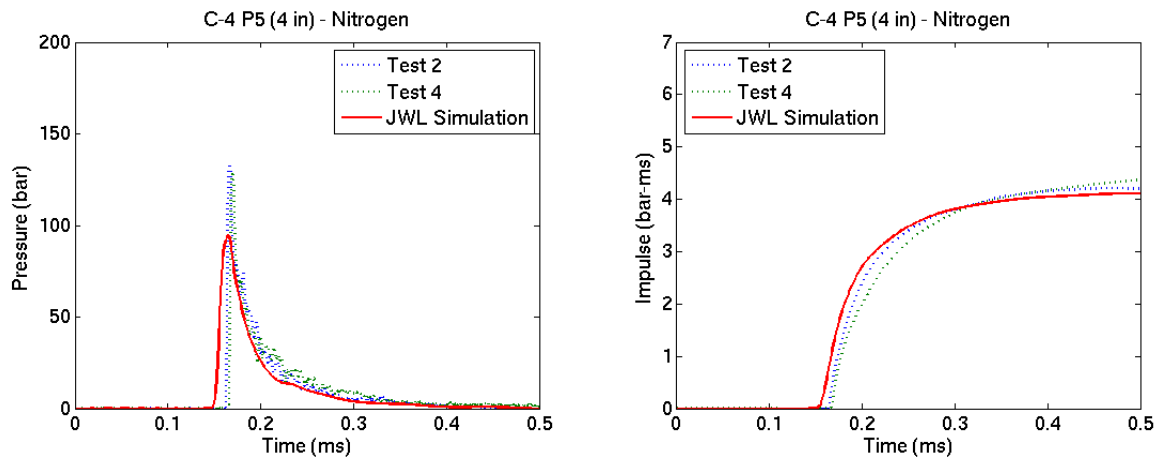 C-4 P5 (4 in) - Nitrogen
200
150
100
50
0
Pressure (bar)
Test 2
Test 4
JWL Simulation
0 0.1 0.2 0.3 0.4 0.5
Time (ms)
C-4 P5 (4 in) - Nitrogen
7
6
5
4
3
2
1
0
Impulse (bar-ms)
Test 2
Test 4
JWL Simulation
0 0.1 0.2 0.3 0.4 0.5
Time (ms)